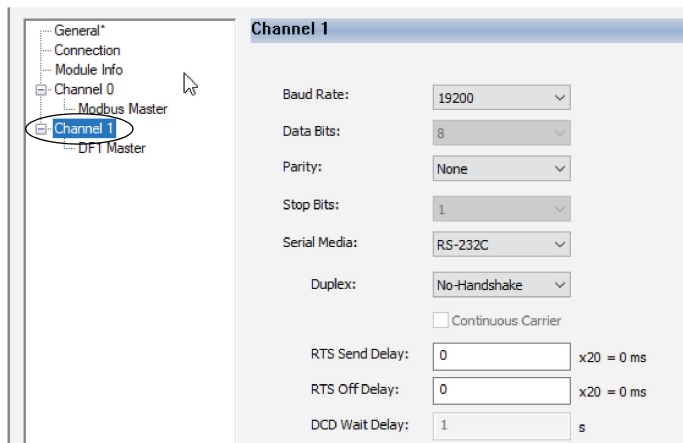 General*
Connection
Module Info
Channel 0
Modbus Master
Channel 1
DF1 Master
Channel 1
Baud Rate: 19200
Data Bits: 8
Parity: None
Stop Bits: 1
Serial Media: RS-232C
Duplex: No-Handshake
Continuous Carrier
RTS Send Delay: 0 x20 = 0 ms
RTS Off Delay: 0 x20 = 0 ms
DCD Wait Delay: 1 s